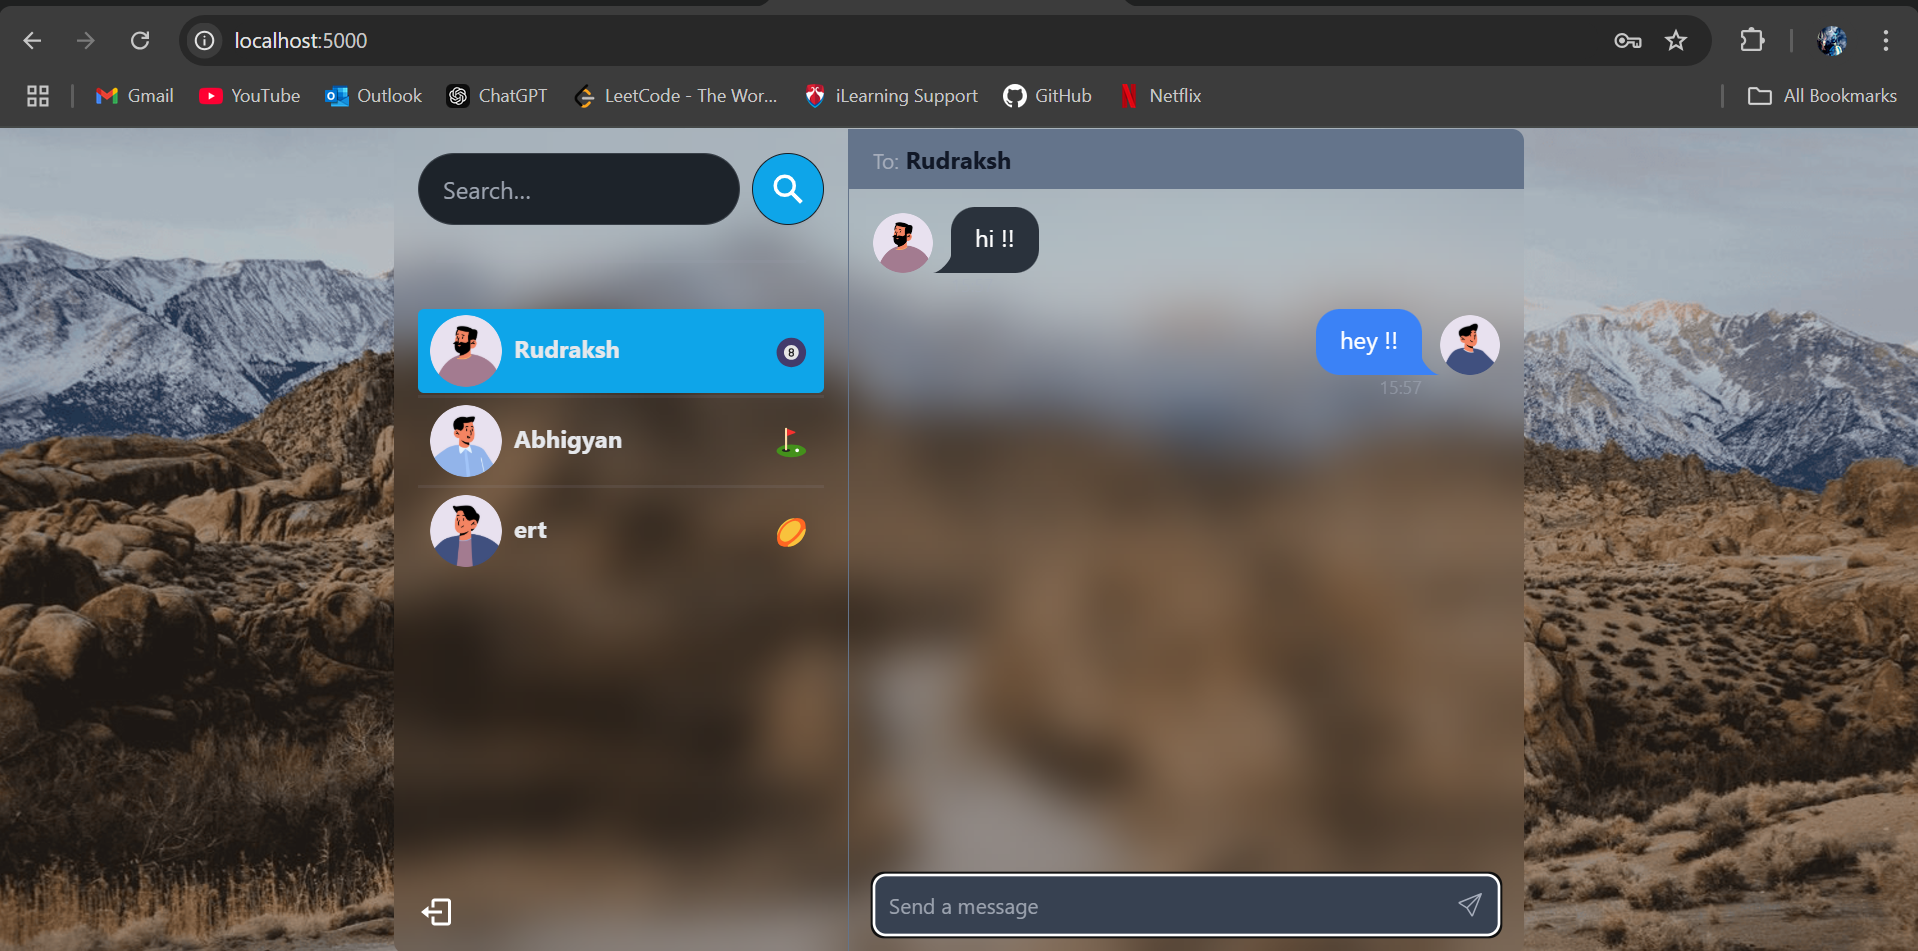 localhost:5000
Gmail
YouTube
Outlook
ChatGPT
LeetCode - The Wor...
iLearning Support
GitHub
Netflix
All Bookmarks
Search...
Rudraksh
8
Abhigyan
ert
To: Rudraksh
hi !!
hey !!
15:57
Send a message